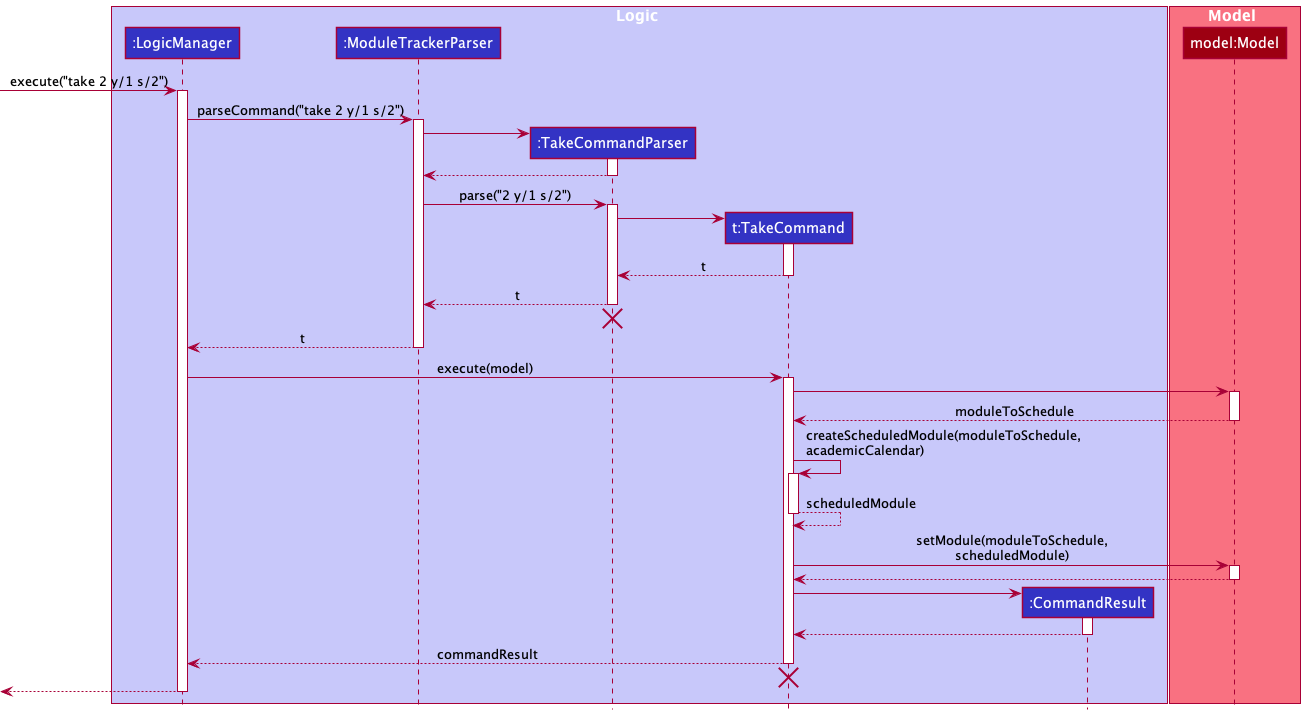 Logic
Model
:LogicManager
:ModuleTrackerParser
model:Model
execute("take 2 y/1 s/2")
parseCommand("take 2 y/1 s/2")
:TakeCommandParser
parse("2 y/1 s/2")
t:TakeCommand
t
t
t
execute(model)
moduleToSchedule
createScheduledModule(moduleToSchedule,
academicCalendar)
scheduledModule
setModule(moduleToSchedule,
scheduledModule)
:CommandResult
commandResult